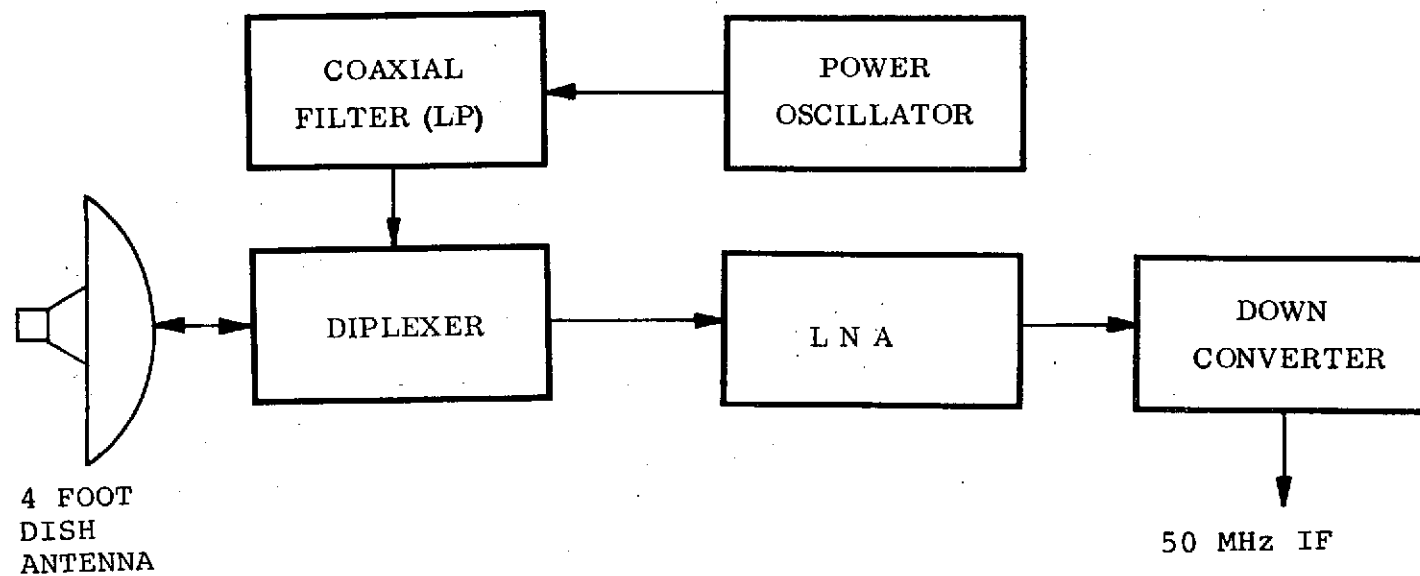 COAXIAL
FILTER (LP)
POWER
OSCILLATOR
DIPLEXER
L N A
DOWN
CONVERTER
4 FOOT
DISH
ANTENNA
50 MHz IF